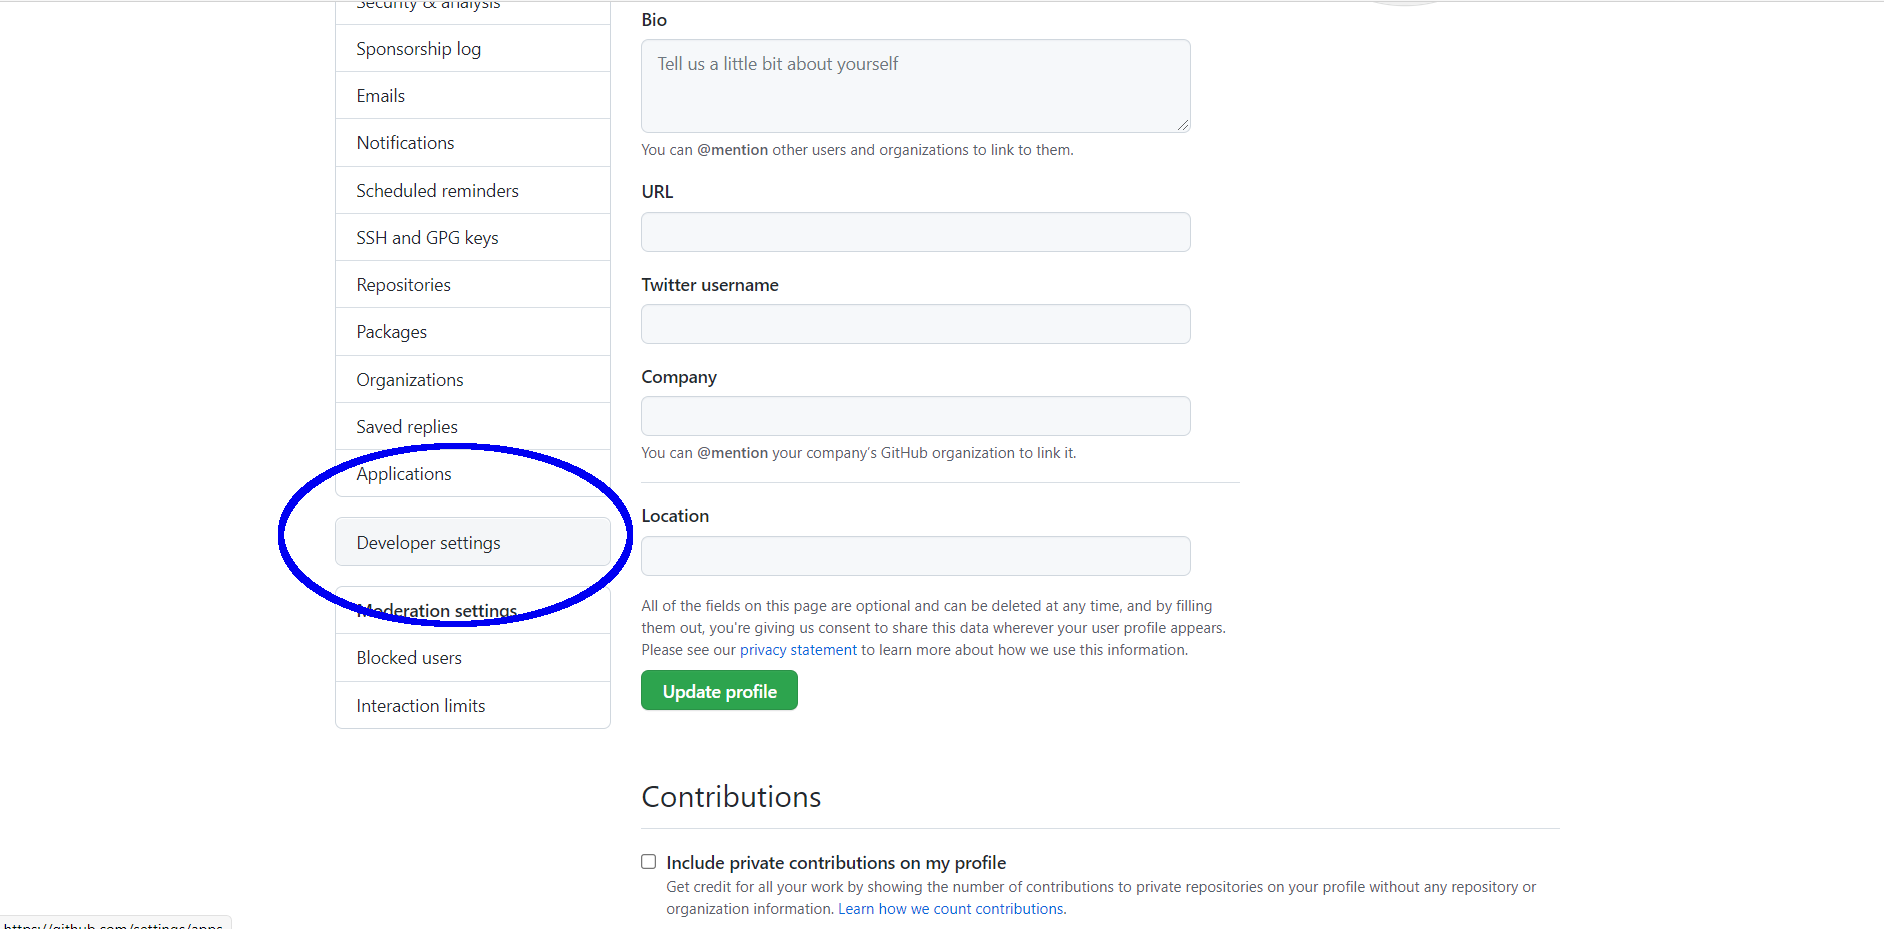 Security & analysis
Sponsorship log
Emails
Notifications
Scheduled reminders
SSH and GPG keys
Repositories
Packages
Organizations
Saved replies
Applications
Developer settings
Moderation settings
Blocked users
Interaction limits
Bio
Tell us a little bit about yourself
You can @mention other users and organizations to link to them.
URL
Twitter username
Company
You can @mention your company's GitHub organization to link it.
Location
All of the fields on this page are optional and can be deleted at any time, and by filling
them out, you're giving us consent to share this data wherever your user profile appears.
Please see our privacy statement to learn more about how we use this information.
Update profile
Contributions
Include private contributions on my profile
Get credit for all your work by showing the number of contributions to private repositories on your profile without any repository or
organization information. Learn how we count contributions.
https://github.com/settings/apps